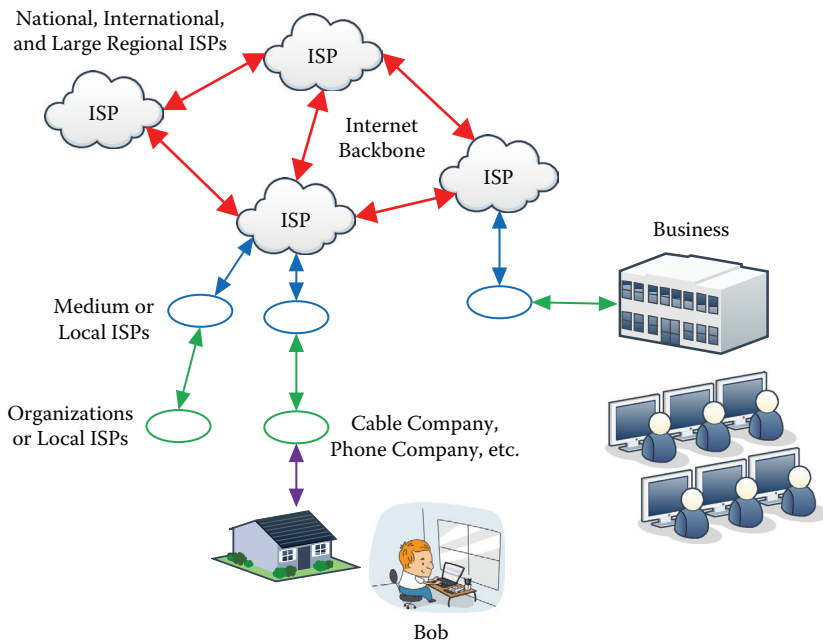 National, International,
and Large Regional ISPs
ISP
ISP
Internet
Backbone
ISP
ISP
Business
Medium or
Local ISPs
Organizations
or Local ISPs
Cable Company,
Phone Company, etc.
Bob